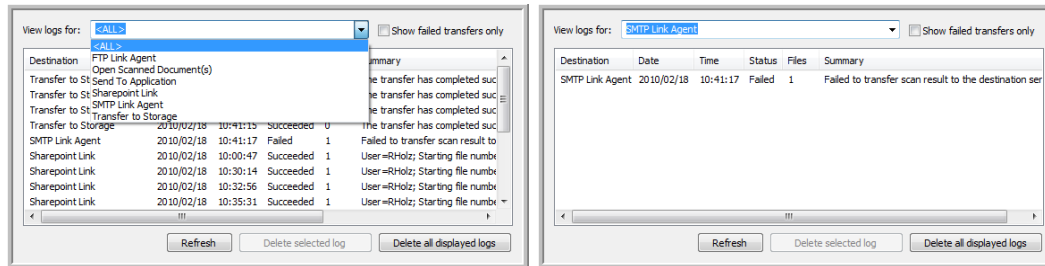 View logs for: <ALL> Show failed transfers only
<ALL>
FTP Link Agent
Open Scanned Document(s)
Send To Application
Sharepoint Link
SMTP Link Agent
Transfer to Storage
Destination ummary
Transfer to St he transfer has completed suc
Transfer to St he transfer has completed suc
Transfer to St he transfer has completed suc
Transfer to Storage 2010/02/18 10:41:15 Succeeded 0 The transfer has completed suc
SMTP Link Agent 2010/02/18 10:41:17 Failed 1 Failed to transfer scan result to
Sharepoint Link 2010/02/18 10:00:47 Succeeded 1 User=RHolz; Starting file numbe
Sharepoint Link 2010/02/18 10:30:14 Succeeded 1 User=RHolz; Starting file numbe
Sharepoint Link 2010/02/18 10:32:56 Succeeded 1 User=RHolz; Starting file numbe
Sharepoint Link 2010/02/18 10:35:31 Succeeded 1 User=RHolz; Starting file numbe
Refresh Delete selected log Delete all displayed logs
View logs for: SMTP Link Agent Show failed transfers only
Destination Date Time Status Files Summary
SMTP Link Agent 2010/02/18 10:41:17 Failed 1 Failed to transfer scan result to the destination ser
Refresh Delete selected log Delete all displayed logs